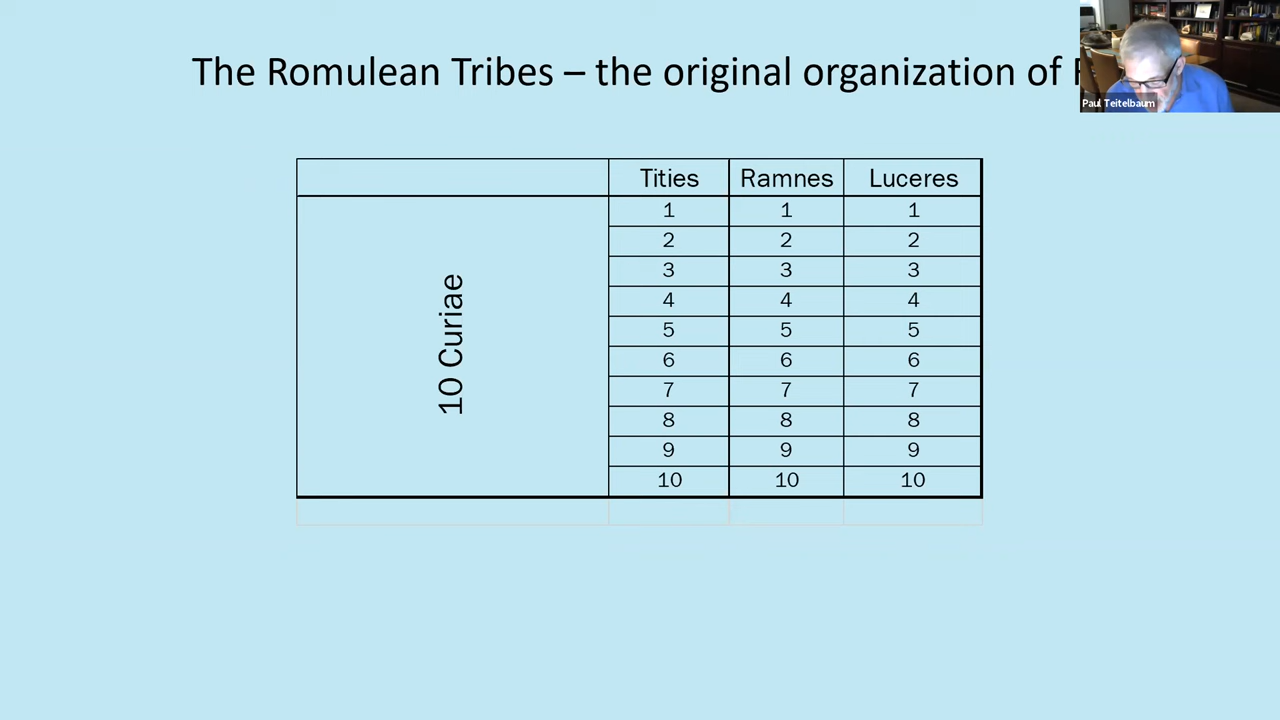 The Romulean Tribes – the original organization of
Paul Teitelbaum
Tities Ramnes Luceres
10 Curiae
1 1 1
2 2 2
3 3 3
4 4 4
5 5 5
6 6 6
7 7 7
8 8 8
9 9 9
10 10 10